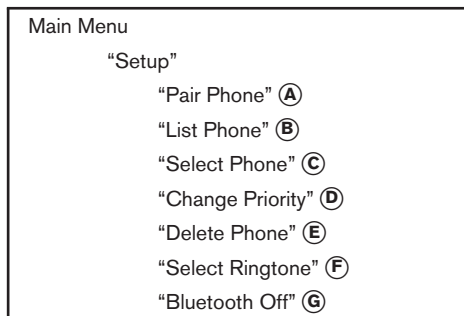 Main Menu
“Setup”
“Pair Phone” Ⓐ
“List Phone” Ⓑ
“Select Phone” Ⓒ
“Change Priority” Ⓓ
“Delete Phone” Ⓔ
“Select Ringtone” Ⓕ
“Bluetooth Off” Ⓖ